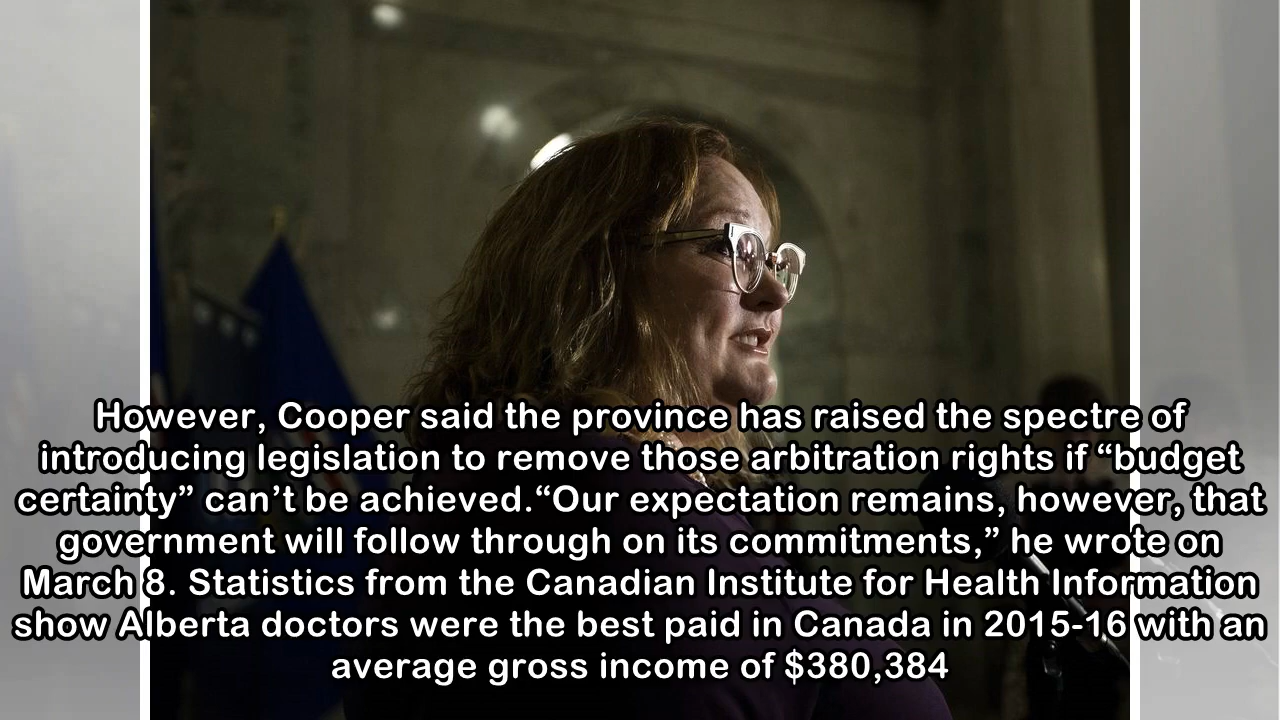 However, Cooper said the province has raised the spectre of
introducing legislation to remove those arbitration rights if “budget
certainty” can’t be achieved.“Our expectation remains, however, that
government will follow through on its commitments,” he wrote on
March 8. Statistics from the Canadian Institute for Health Information
show Alberta doctors were the best paid in Canada in 2015-16 with an
average gross income of $380,384